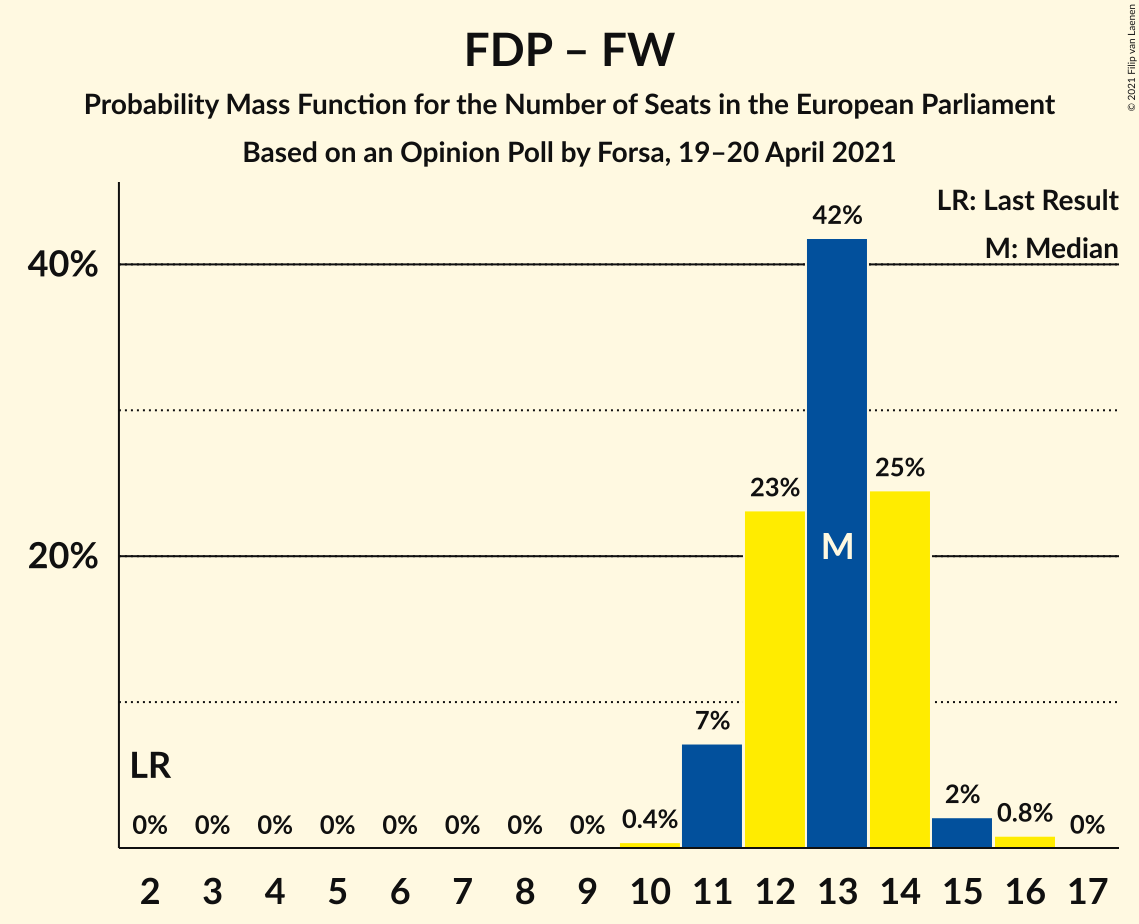 FDP – FW
Probability Mass Function for the Number of Seats in the European Parliament
Based on an Opinion Poll by Forsa, 19–20 April 2021
© 2021 Filip van Laenen
LR: Last Result
M: Median
42%
40%
25%
23%
M
20%
7%
LR
2%
0% 0% 0% 0% 0% 0% 0% 0% 0.4% 0.8% 0%
2 3 4 5 6 7 8 9 10 11 12 13 14 15 16 17